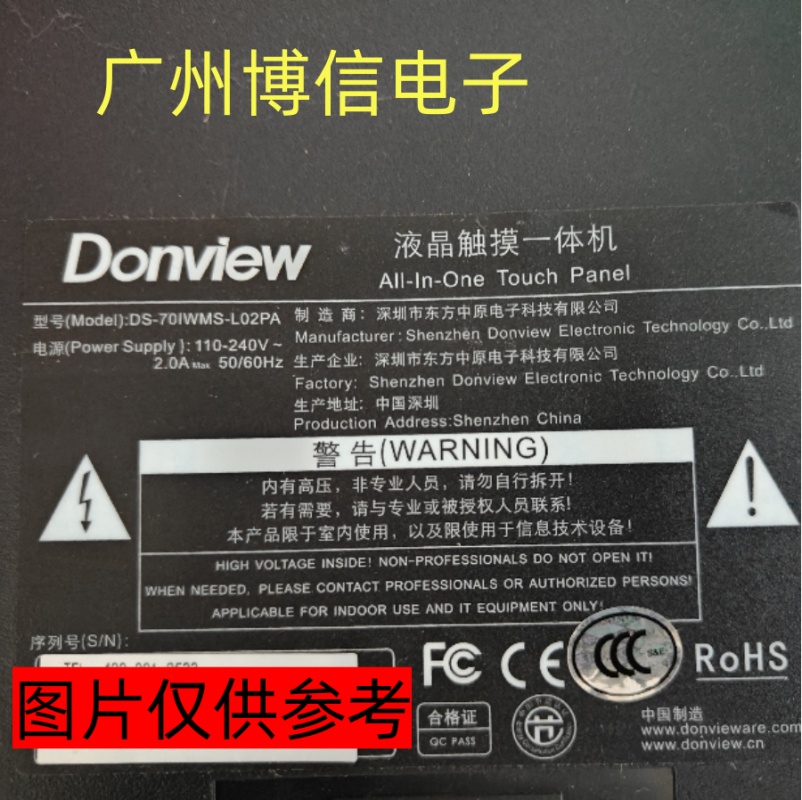 广州博信电子
Donview
液晶触摸一体机
All-In-One Touch Panel
型号(Model):DS-70IWMS-L02PA
电源(Power Supply): 110-240V ~
2.0A Max 50/60Hz
制 造 商: 深圳市东方中原电子科技有限公司
Manufacturer: Shenzhen Donview Electronic Technology Co.,Ltd
生产企业: 深圳市东方中原电子科技有限公司
Factory: Shenzhen Donview Electronic Technology Co.,Ltd
生产地址: 中国深圳
Production Address:Shenzhen China
警 告(WARNING)
内有高压，非专业人员，请勿自行拆开!
若有需要，请与专业或被授权人员联系!
本产品限于室内使用，以及限使用于信息技术设备!
HIGH VOLTAGE INSIDE! NON-PROFESSIONALS DO NOT OPEN IT!
WHEN NEEDED, PLEASE CONTACT PROFESSIONALS OR AUTHORIZED PERSONS!
APPLICABLE FOR INDOOR USE AND IT EQUIPMENT ONLY!
序列号(S/N):
图片仅供参考
FC CE CCC S&E RoHS
合格证
QC PASS
中国制造
www.donvieware.com
www.donview.cn